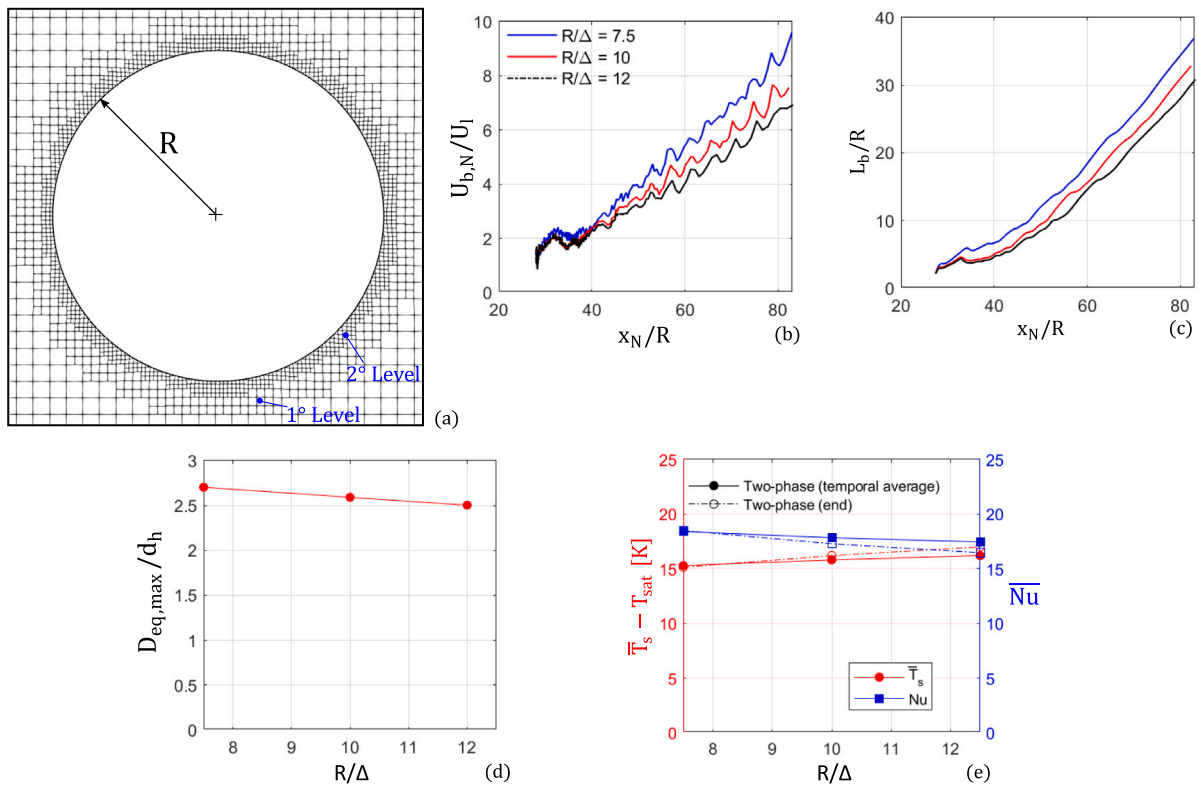 R
2° Level
1° Level
(a)
10
8
6
4
2
0
20
40
60
80
U_b,N/U_l
x_N/R
R/Δ = 7.5
R/Δ = 10
R/Δ = 12
(b)
40
30
20
10
0
20
40
60
80
L_b/R
x_N/R
(c)
3
2.5
2
1.5
1
0.5
0
8
9
10
11
12
D_eq,max/d_h
R/Δ
(d)
25
20
15
10
5
0
25
20
15
10
5
0
8
10
12
T̿_s − T_sat [K]
N̅u̅
R/Δ
Two-phase (temporal average)
Two-phase (end)
T̿_s
Nu
(e)